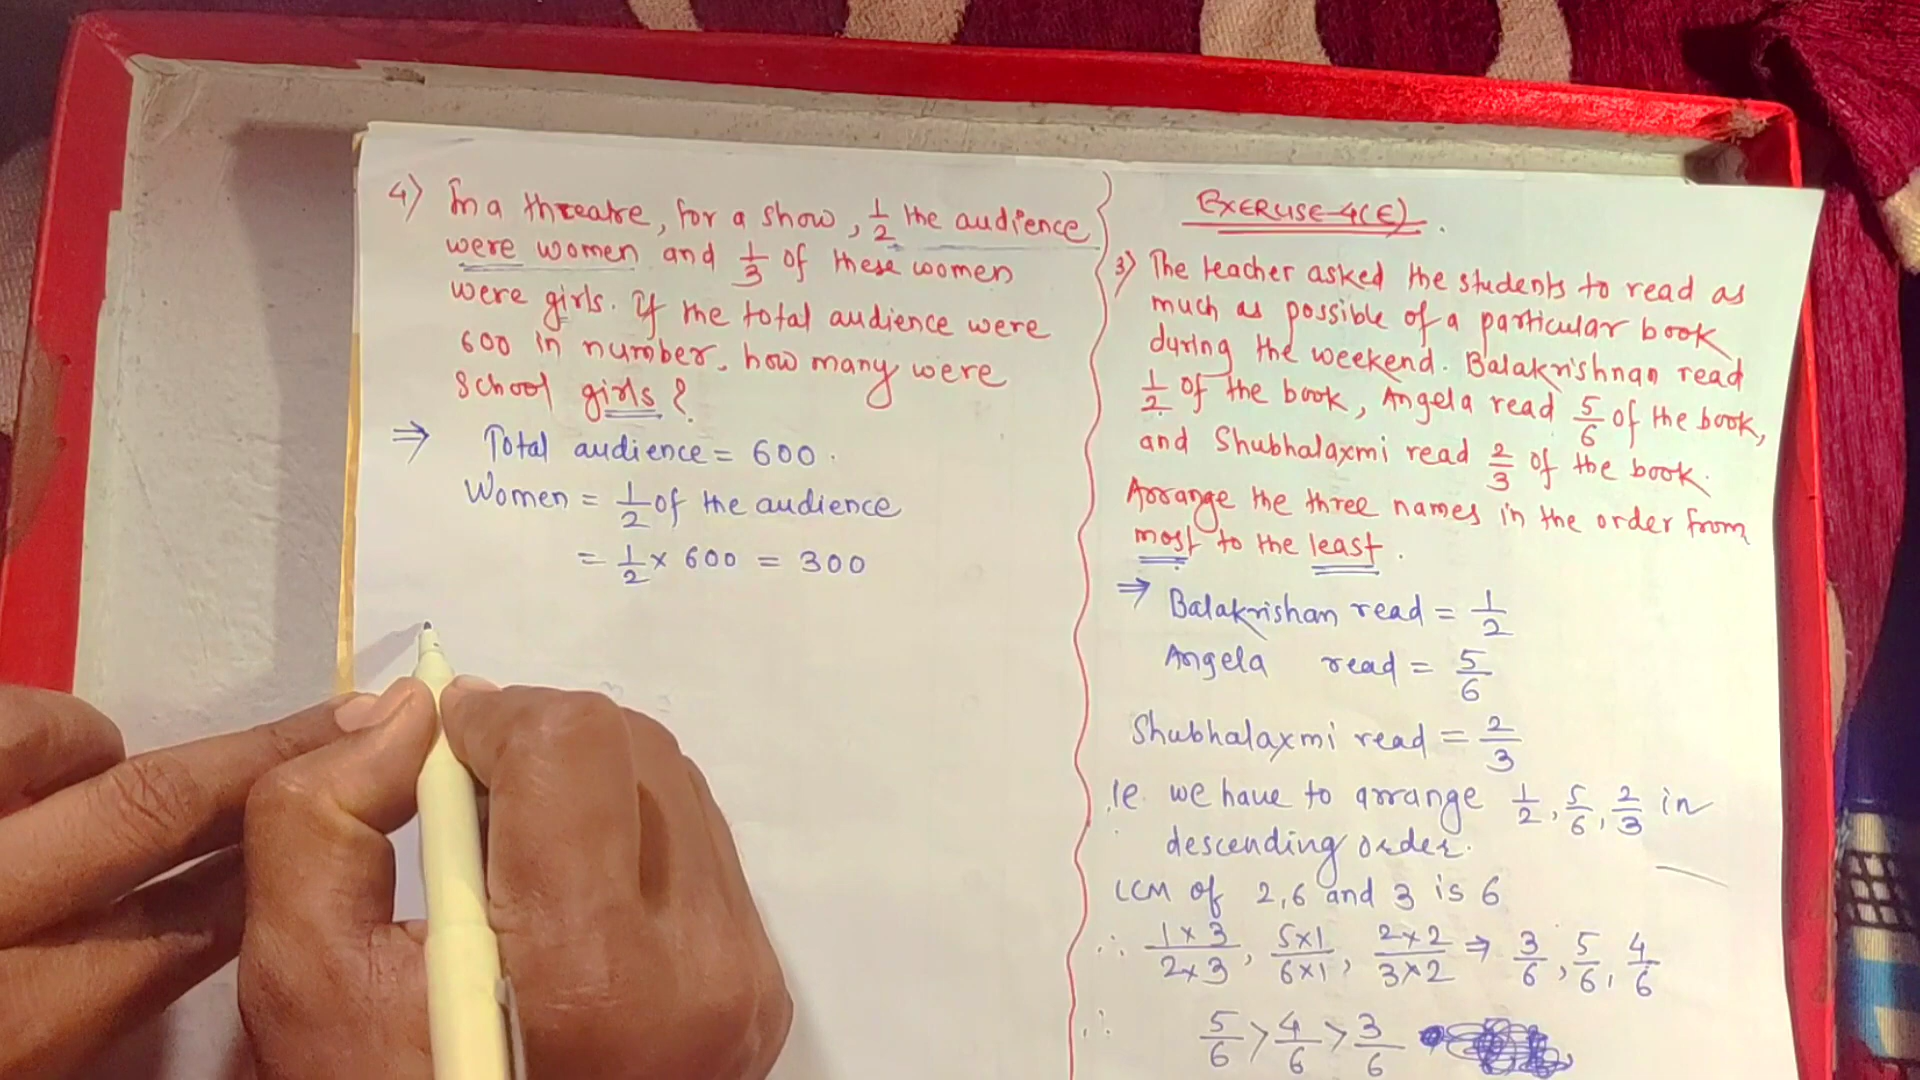 4) In a threatre, for a show, 1/2 the audience
were women and 1/3 of these women
were girls. If the total audience were
600 in number, how many were
School girls?
⇒ Total audience = 600.
Women = 1/2 of the audience
= 1/2 × 600 = 300
EXERCISE-4(E).
3) The teacher asked the students to read as
much as possible of a particular book
during the weekend. Balakrishnan read
1/2 of the book, Angela read 5/6 of the book,
and Shubhalaxmi read 2/3 of the book.
Arrange the three names in the order from
most to the least.
⇒ Balakrishan read = 1/2
Angela read = 5/6
Shubhalaxmi read = 2/3
ie. we have to arrange 1/2, 5/6, 2/3 in
descending order.
LCM of 2,6 and 3 is 6
∴ 1×3/2×3, 5×1/6×1, 2×2/3×2 ⇒ 3/6, 5/6, 4/6
∴ 5/6 > 4/6 > 3/6